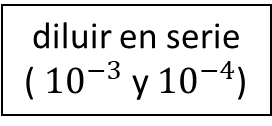 diluir en serie
( 10⁻³ y 10⁻⁴)